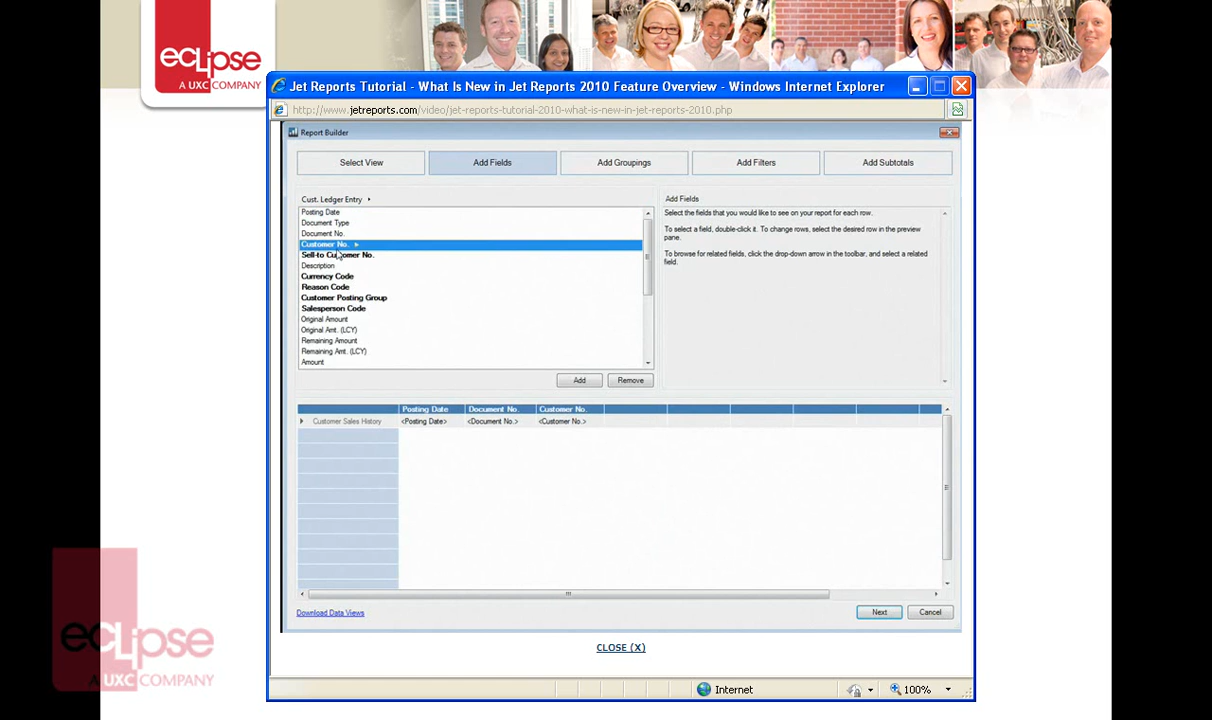 eclipse
A UXC COMPANY
Jet Reports Tutorial - What Is New in Jet Reports 2010 Feature Overview - Windows Internet Explorer
http://www.jetreports.com/video/jet-reports-tutorial-2010-what-is-new-in-jet-reports-2010.php
Report Builder
Select View
Add Fields
Add Groupings
Add Filters
Add Subtotals
Cust. Ledger Entry
Posting Date
Document Type
Document No.
Customer No.
Sell-to Customer No.
Description
Currency Code
Reason Code
Customer Posting Group
Salesperson Code
Original Amount
Original Amt. (LCY)
Remaining Amount
Remaining Amt. (LCY)
Amount
Add Fields
Select the fields that you would like to see on your report for each row.
To select a field, double-click it. To change rows, select the desired row in the preview
pane.
To browse for related fields, click the drop-down arrow in the toolbar, and select a related
field.
Add
Remove
Posting Date Document No. Customer No.
Customer Sales History <Posting Date> <Document No.> <Customer No.>
Download Data Views
Next
Cancel
CLOSE (X)
eclipse
A UXC COMPANY
Internet
100%